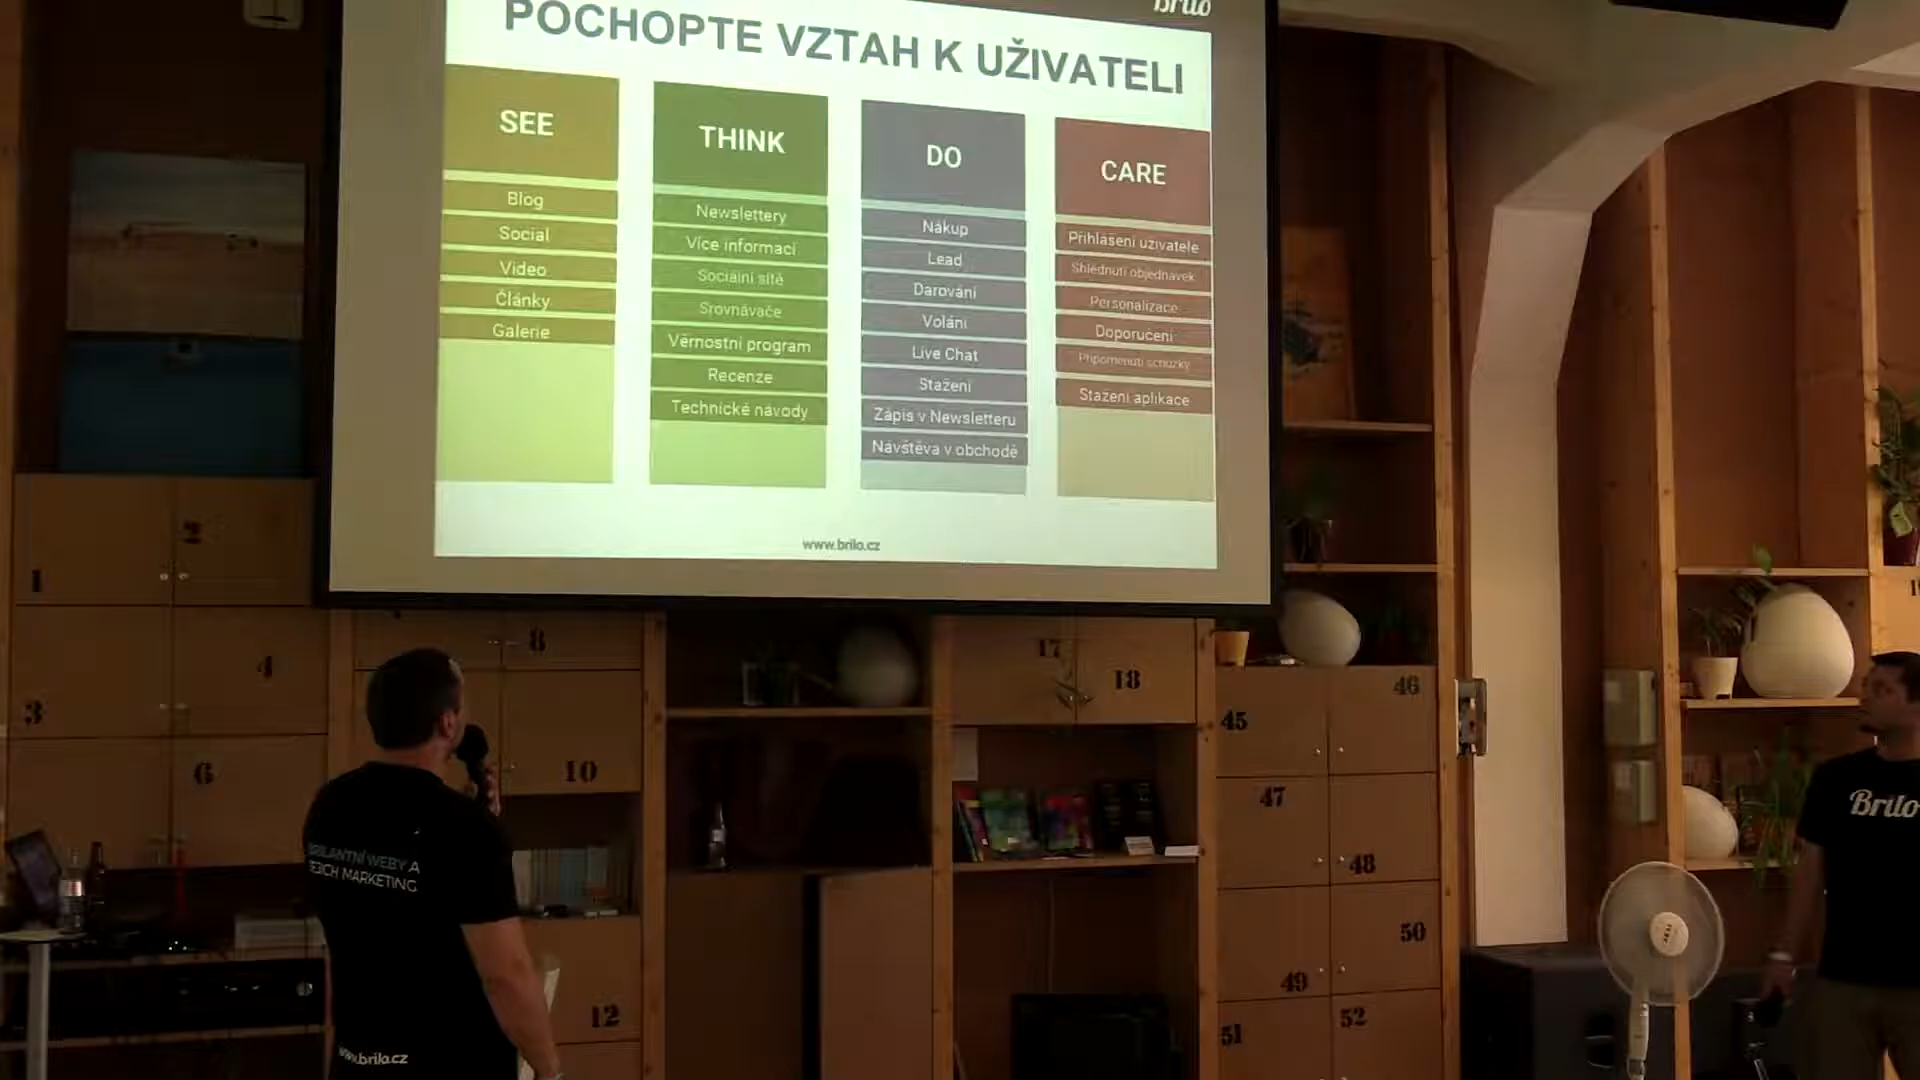 Brilo
POCHOPTE VZTAH K UŽIVATELI
SEE
Blog
Social
Video
Články
Galerie
THINK
Newslettery
Více informací
Sociální sítě
Srovnávače
Věrnostní program
Recenze
Technické návody
DO
Nákup
Lead
Darování
Volání
Live Chat
Stažení
Zápis v Newsletteru
Návštěva v obchodě
CARE
Přihlášení uživatele
Shlédnutí objednávek
Personalizace
Doporučení
Připomenutí schůzky
Stažení aplikace
www.brilo.cz
1
2
3
4
6
8
10
12
17
18
45
46
47
48
49
50
51
52
BRILANTNÍ WEBY A
JEJICH MARKETING
www.brilo.cz
Brilo